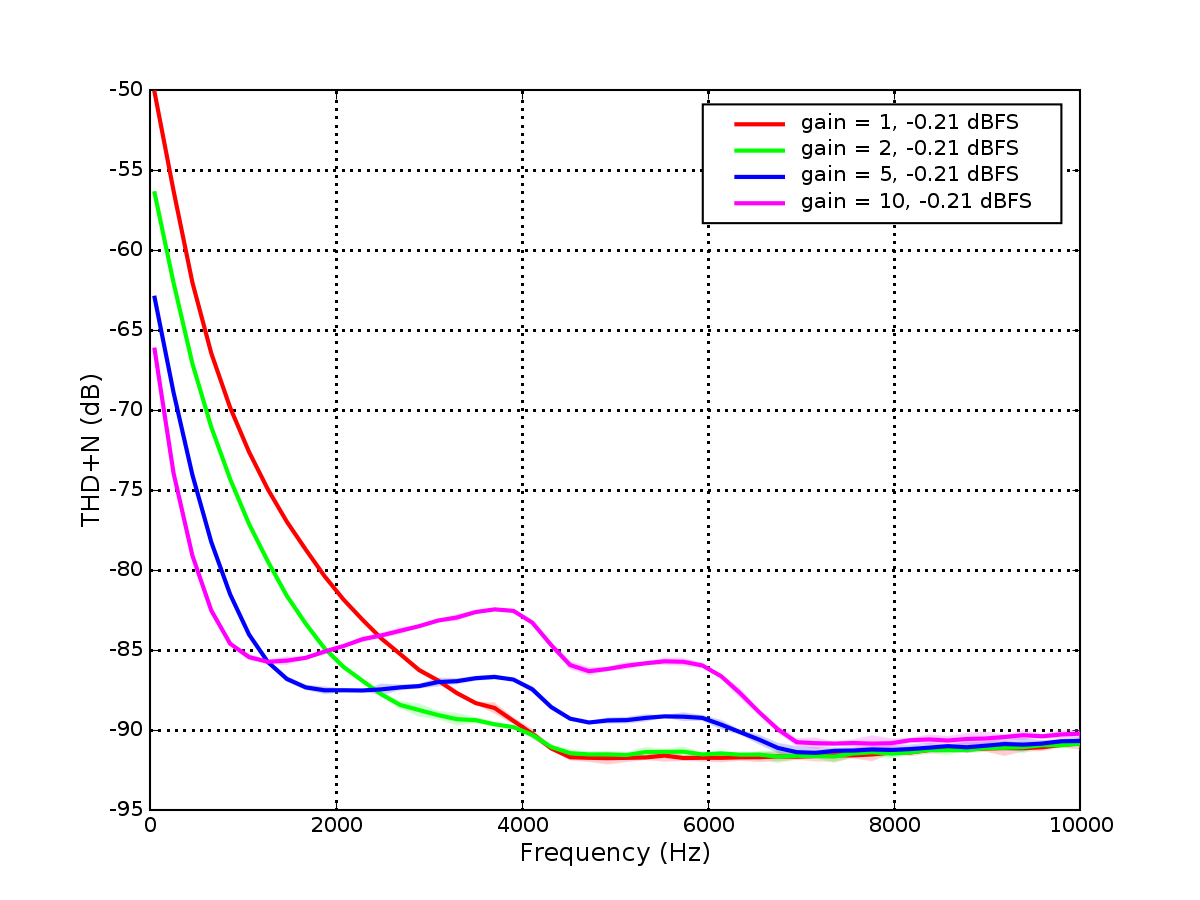 -50
-55
-60
-65
-70
-75
-80
-85
-90
-95
THD+N (dB)
gain = 1, -0.21 dBFS
gain = 2, -0.21 dBFS
gain = 5, -0.21 dBFS
gain = 10, -0.21 dBFS
0 2000 4000 6000 8000 10000
Frequency (Hz)